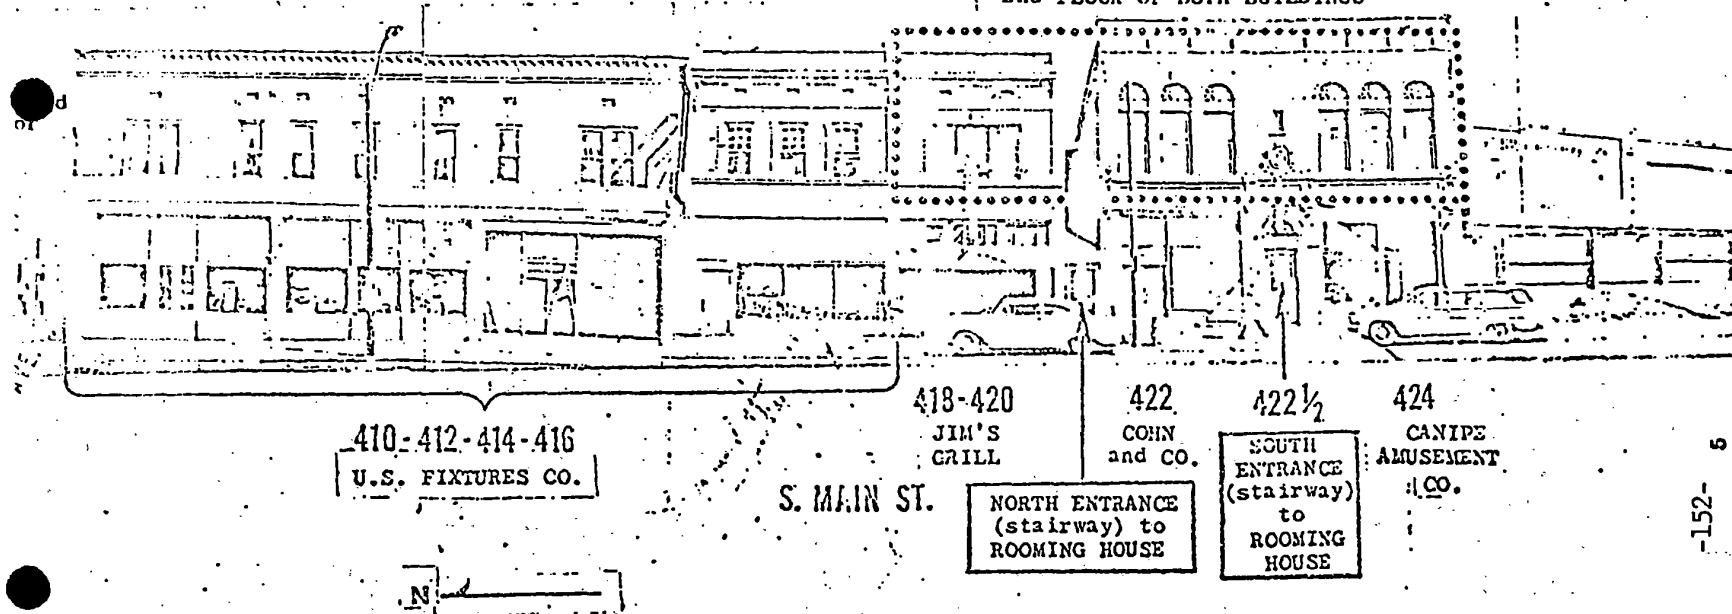 2ND FLOOR OF BOTH BUILDINGS
d
or
410-412-414-416
U.S. FIXTURES CO.
S. MAIN ST.
418-420
JIM'S
GRILL
NORTH ENTRANCE
(stairway) to
ROOMING HOUSE
422
COHN
and CO.
422½
SOUTH
ENTRANCE
(stairway)
to
ROOMING
HOUSE
424
CANIPE
AMUSEMENT
CO.
5
-152-
N